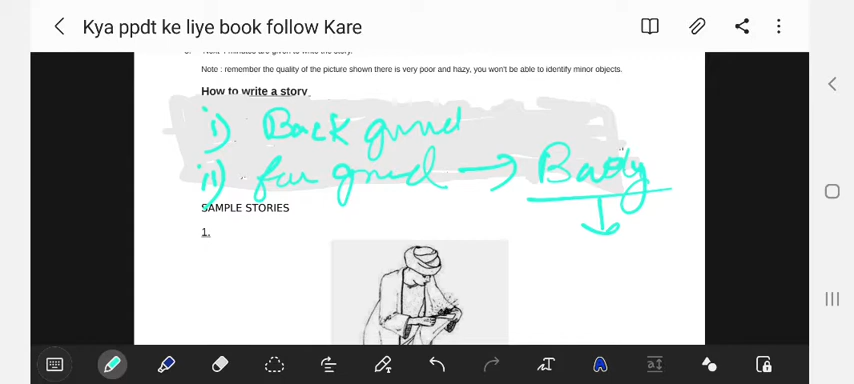 Kya ppdt ke liye book follow Kare
Note : remember the quality of the picture shown there is very poor and hazy, you won't be able to identify minor objects.
How to write a story
i) Back grund
ii) for grund → Body
SAMPLE STORIES
1.